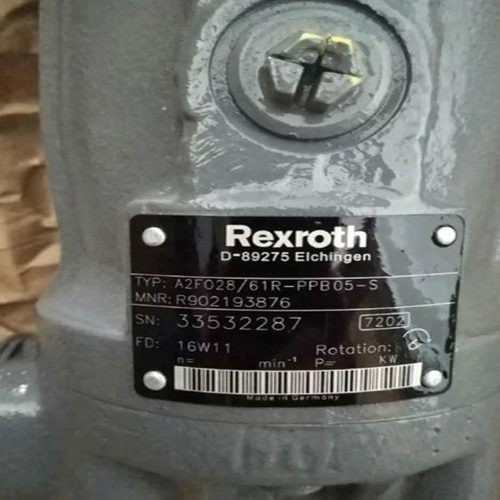 Rexroth
D-89275 Elchingen
TYP: A2FO28/61R-PPB05-S
MNR: R902193876
SN: 33532287 7202
FD: 16W11 Rotation:
n= min⁻¹ P= KW
Made in Germany